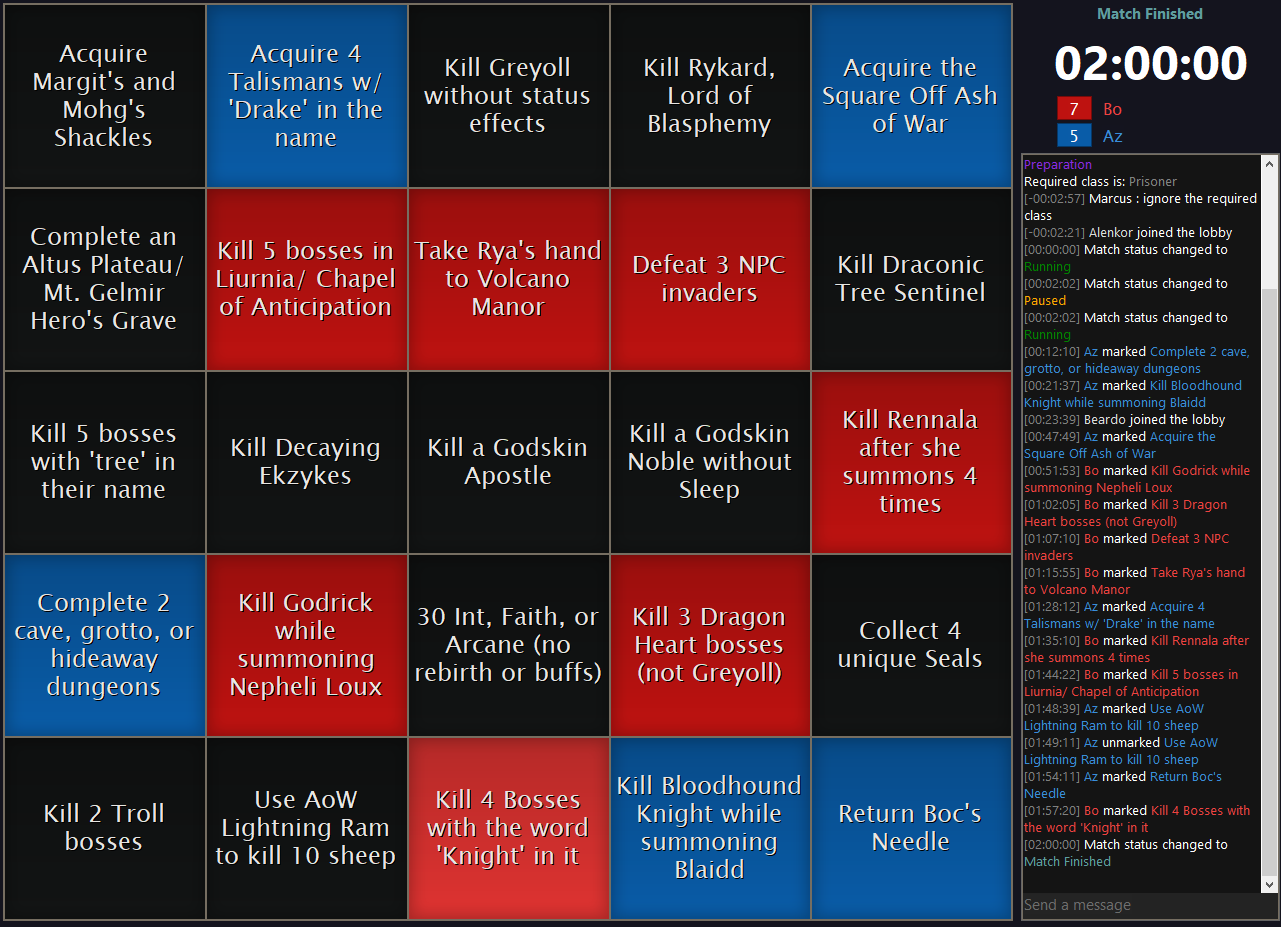 Acquire
Margit's and
Mohg's
Shackles
Acquire 4
Talismans w/
'Drake' in the
name
Kill Greyoll
without status
effects
Kill Rykard,
Lord of
Blasphemy
Acquire the
Square Off Ash
of War
Complete an
Altus Plateau/
Mt. Gelmir
Hero's Grave
Kill 5 bosses in
Liurnia/ Chapel
of Anticipation
Take Rya's hand
to Volcano
Manor
Defeat 3 NPC
invaders
Kill Draconic
Tree Sentinel
Kill 5 bosses
with 'tree' in
their name
Kill Decaying
Ekzykes
Kill a Godskin
Apostle
Kill a Godskin
Noble without
Sleep
Kill Rennala
after she
summons 4
times
Complete 2
cave, grotto, or
hideaway
dungeons
Kill Godrick
while
summoning
Nepheli Loux
30 Int, Faith, or
Arcane (no
rebirth or buffs)
Kill 3 Dragon
Heart bosses
(not Greyoll)
Collect 4
unique Seals
Kill 2 Troll
bosses
Use AoW
Lightning Ram
to kill 10 sheep
Kill 4 Bosses
with the word
'Knight' in it
Kill Bloodhound
Knight while
summoning
Blaidd
Return Boc's
Needle
Match Finished
02:00:00
7 Bo
5 Az
Preparation
Required class is: Prisoner
[-00:02:57] Marcus : ignore the required
class
[-00:02:21] Alenkor joined the lobby
[00:00:00] Match status changed to
Running
[00:02:02] Match status changed to
Paused
[00:02:02] Match status changed to
Running
[00:12:10] Az marked Complete 2 cave,
grotto, or hideaway dungeons
[00:21:37] Az marked Kill Bloodhound
Knight while summoning Blaidd
[00:23:39] Beardo joined the lobby
[00:47:49] Az marked Acquire the
Square Off Ash of War
[00:51:53] Bo marked Kill Godrick while
summoning Nepheli Loux
[01:02:05] Bo marked Kill 3 Dragon
Heart bosses (not Greyoll)
[01:07:10] Bo marked Defeat 3 NPC
invaders
[01:15:55] Bo marked Take Rya's hand
to Volcano Manor
[01:28:12] Az marked Acquire 4
Talismans w/ 'Drake' in the name
[01:35:10] Bo marked Kill Rennala after
she summons 4 times
[01:44:22] Bo marked Kill 5 bosses in
Liurnia/ Chapel of Anticipation
[01:48:39] Az marked Use AoW
Lightning Ram to kill 10 sheep
[01:49:11] Az unmarked Use AoW
Lightning Ram to kill 10 sheep
[01:54:11] Az marked Return Boc's
Needle
[01:57:20] Bo marked Kill 4 Bosses with
the word 'Knight' in it
[02:00:00] Match status changed to
Match Finished
Send a message